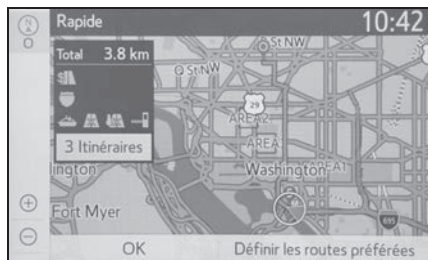 Rapide
10:42
Total 3.8 km
3 Itinéraires
N
O
St NW
Q St NW
29
AREA2
AREA
AREA1
Washington
ington
Fort Myer
695
OK
Définir les routes préférées